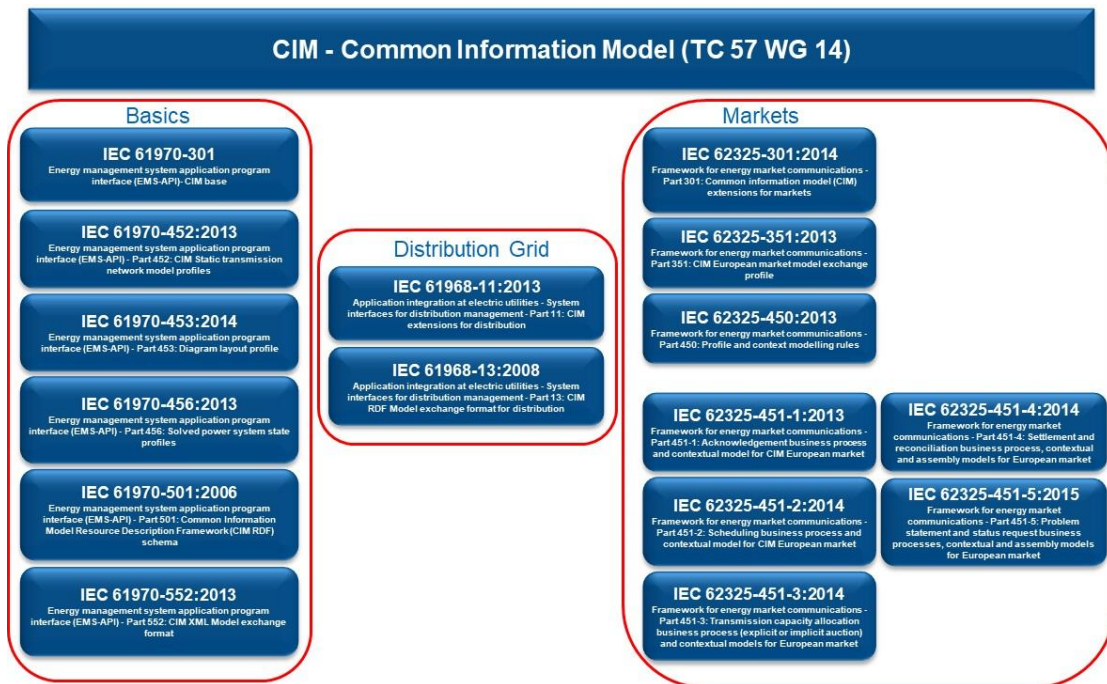 CIM - Common Information Model (TC 57 WG 14)
Basics
IEC 61970-301
Energy management system application program
interface (EMS-API)- CIM base
IEC 61970-452:2013
Energy management system application program
interface (EMS-API) - Part 452: CIM Static transmission
network model profiles
IEC 61970-453:2014
Energy management system application program
interface (EMS-API) - Part 453: Diagram layout profile
IEC 61970-456:2013
Energy management system application program
interface (EMS-API) - Part 456: Solved power system state
profiles
IEC 61970-501:2006
Energy management system application program
interface (EMS-API) - Part 501: Common Information
Model Resource Description Framework (CIM RDF)
schema
IEC 61970-552:2013
Energy management system application program
interface (EMS-API) - Part 552: CIM XML Model exchange
format
Distribution Grid
IEC 61968-11:2013
Application integration at electric utilities - System
interfaces for distribution management - Part 11: CIM
extensions for distribution
IEC 61968-13:2008
Application integration at electric utilities - System
interfaces for distribution management - Part 13: CIM
RDF Model exchange format for distribution
Markets
IEC 62325-301:2014
Framework for energy market communications -
Part 301: Common information model (CIM)
extensions for markets
IEC 62325-351:2013
Framework for energy market communications -
Part 351: CIM European market model exchange
profile
IEC 62325-450:2013
Framework for energy market communications -
Part 450: Profile and context modelling rules
IEC 62325-451-1:2013
Framework for energy market communications -
Part 451-1: Acknowledgement business process
and contextual model for CIM European market
IEC 62325-451-2:2014
Framework for energy market communications -
Part 451-2: Scheduling business process and
contextual model for CIM European market
IEC 62325-451-3:2014
Framework for energy market communications -
Part 451-3: Transmission capacity allocation
business process (explicit or implicit auction)
and contextual models for European market
IEC 62325-451-4:2014
Framework for energy market
communications - Part 451-4: Settlement and
reconciliation business process, contextual
and assembly models for European market
IEC 62325-451-5:2015
Framework for energy market
communications - Part 451-5: Problem
statement and status request business
processes, contextual and assembly models
for European market